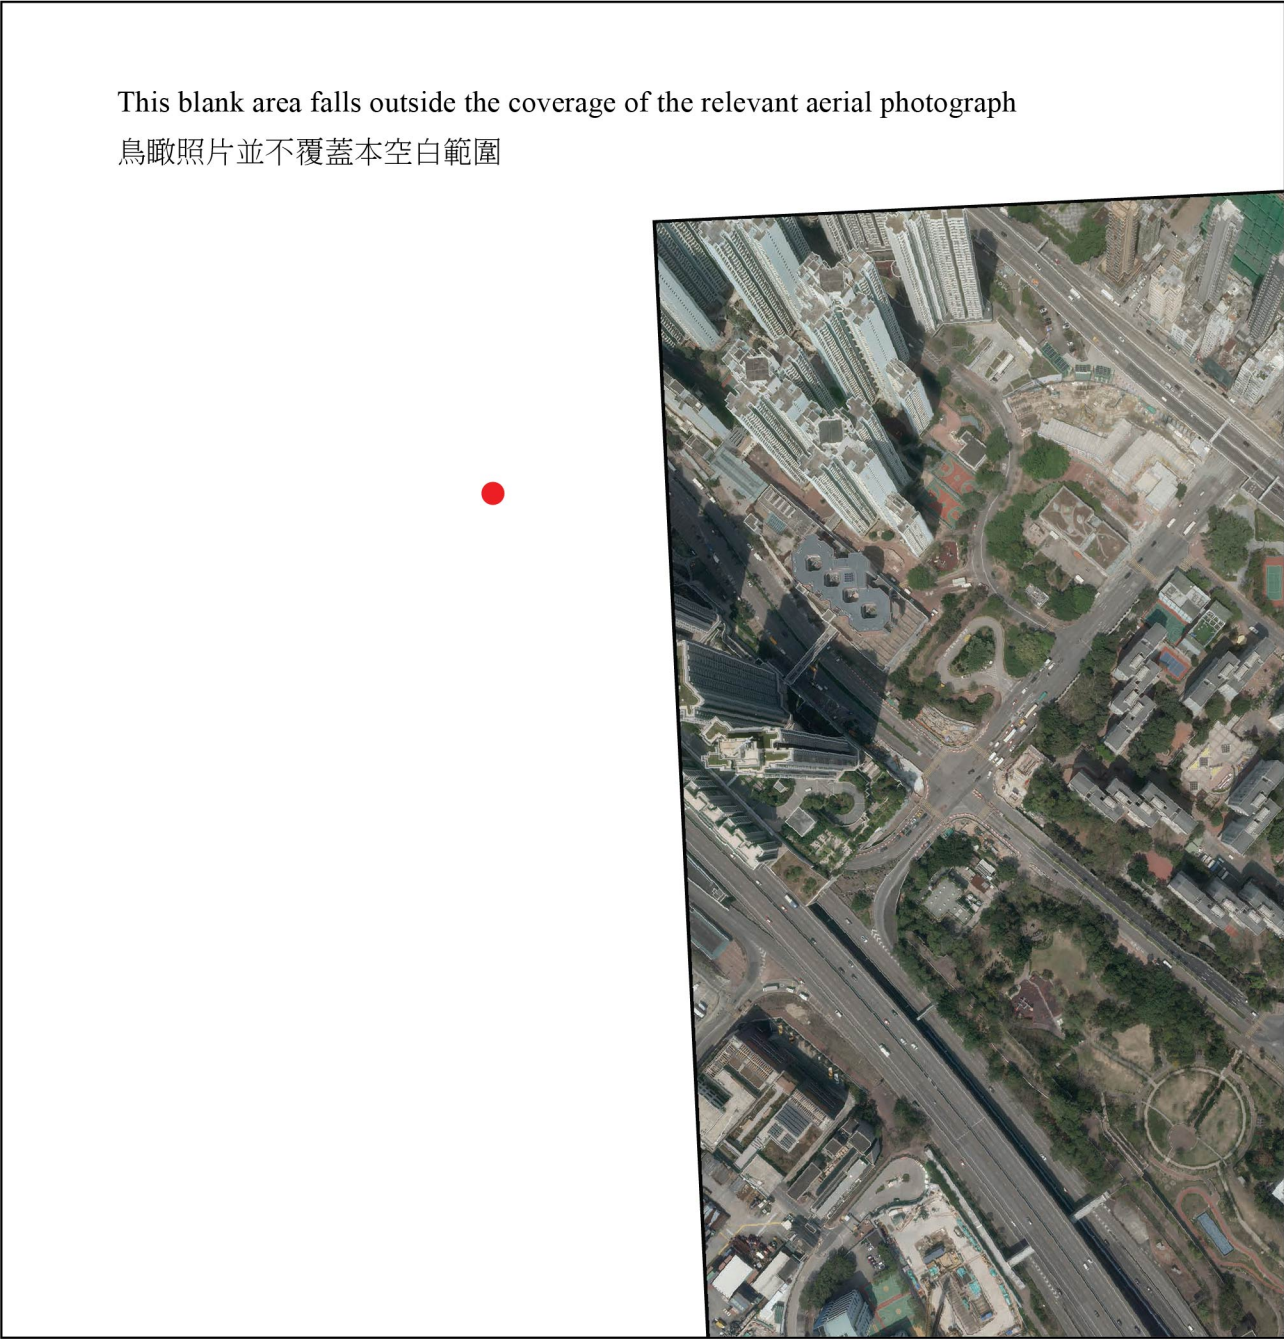 This blank area falls outside the coverage of the relevant aerial photograph
鳥瞰照片並不覆蓋本空白範圍